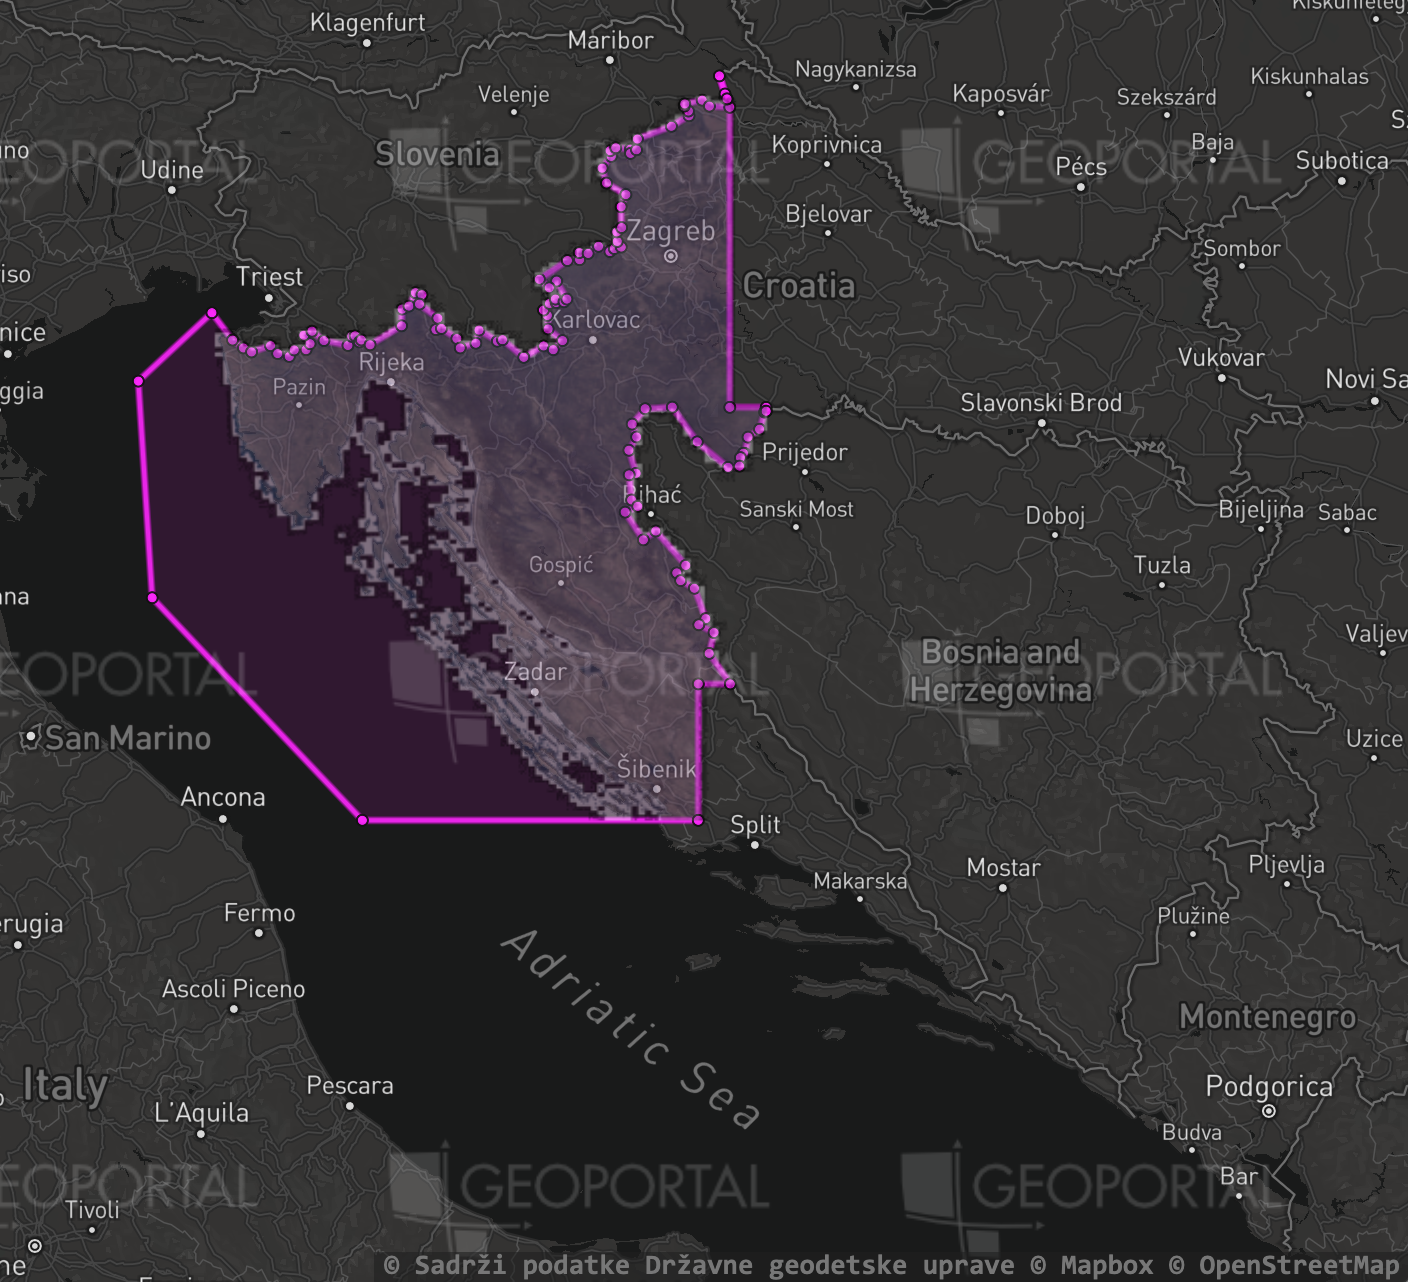 Klagenfurt
Maribor
Nagykanizsa
Kiskunhalas
Velenje
Kaposvár
Szekszárd
Koprivnica
Baja
Slovenia
GEOPORTAL
GEOPORTAL
Udine
Pécs
Subotica
Bjelovar
Zagreb
Sombor
Triest
Croatia
Karlovac
Vukovar
Rijeka
Pazin
Novi Sa
Slavonski Brod
Prijedor
Bihać
Sanski Most
Doboj
Bijeljina
Sabac
Gospić
Tuzla
Valjev
Bosnia and
Herzegovina
GEOPORTAL
GEOPORTAL
GEOPORTAL
Zadar
San Marino
Uzice
Šibenik
Ancona
Split
Mostar
Pljevlja
Makarska
Fermo
Plužine
erugia
Adriatic Sea
Ascoli Piceno
Montenegro
Italy
Pescara
Podgorica
L'Aquila
Budva
Bar
GEOPORTAL
GEOPORTAL
GEOPORTAL
Tivoli
© Sadrži podatke Državne geodetske uprave © Mapbox © OpenStreetMap